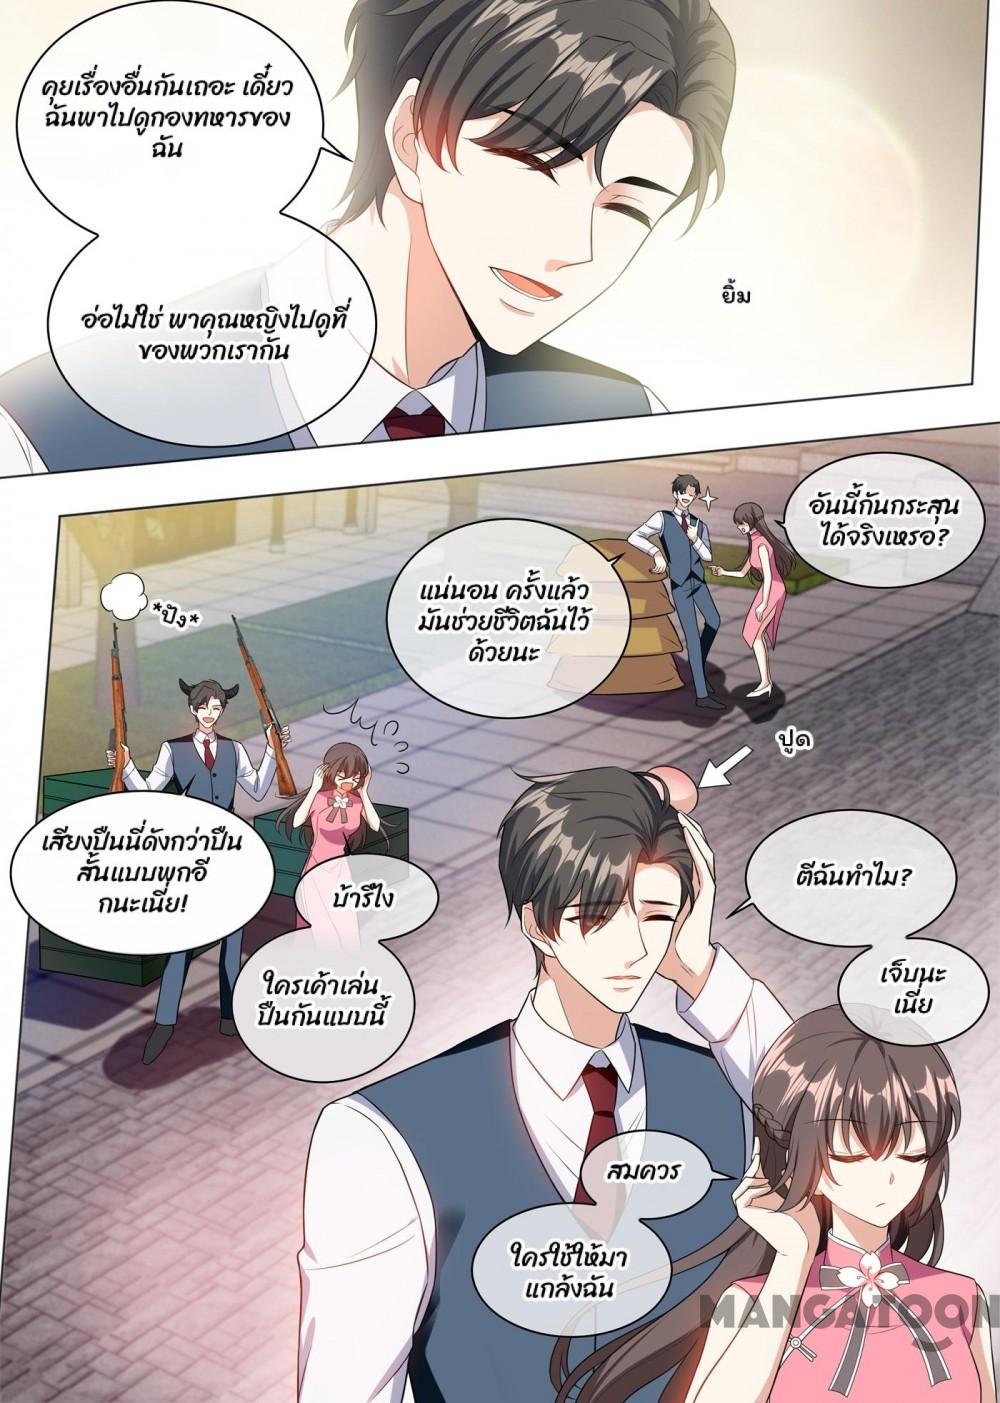 คุยเรื่องอื่นกันเถอะ เดี๋ยว
ฉันพาไปดูกองทหารของ
ฉัน
อ่อไม่ใช่ พาคุณหญิงไปดูที่
ของพวกเรากัน
ยิ้ม
อันนี้กันกระสุน
ได้จริงเหรอ?
แน่นอน ครั้งแล้ว
มันช่วยชีวิตฉันไว้
ด้วยนะ
*ปัง*
เสียงปืนนี่ดังกว่าปืน
สั้นแบบพกอี
กนะเนี่ย!
บ้ารึไง
ใครเค้าเล่น
ปืนกันแบบนี้
ปูด
ตีฉันทำไม?
เจ็บนะ
เนี่ย
สมควร
ใครใช้ให้มา
แกล้งฉัน
MANGATOON